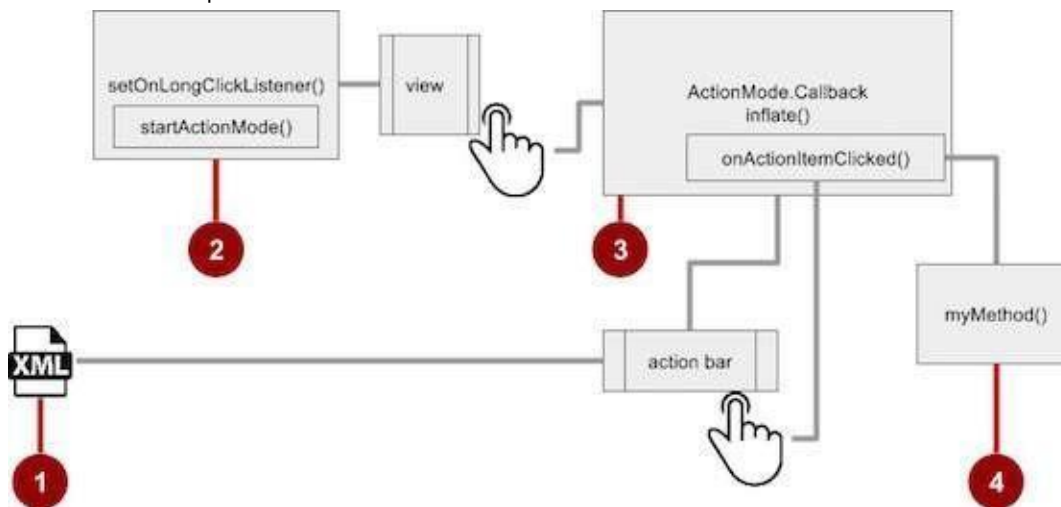 setOnLongClickListener()
startActionMode()
view
ActionMode.Callback
inflate()
onActionItemClicked()
2
3
myMethod()
XML
action bar
1
4